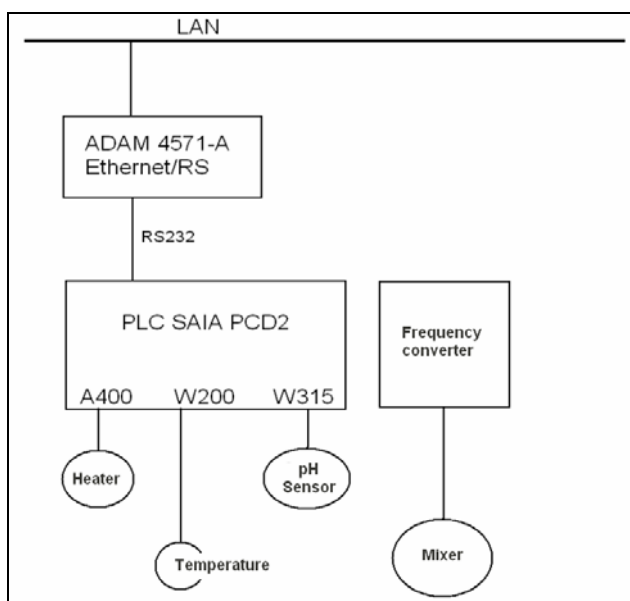 LAN
ADAM 4571-A
Ethernet/RS
RS232
PLC SAIA PCD2
A400 W200 W315
Frequency
converter
Heater
pH
Sensor
Temperature
Mixer